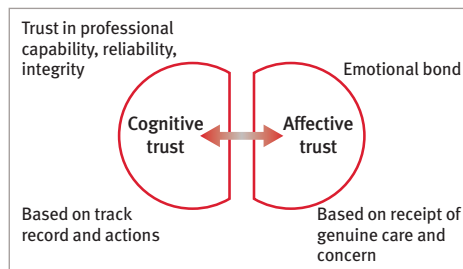 Trust in professional
capability, reliability,
integrity
Emotional bond
Cognitive
trust
Affective
trust
Based on track
record and actions
Based on receipt of
genuine care and
concern